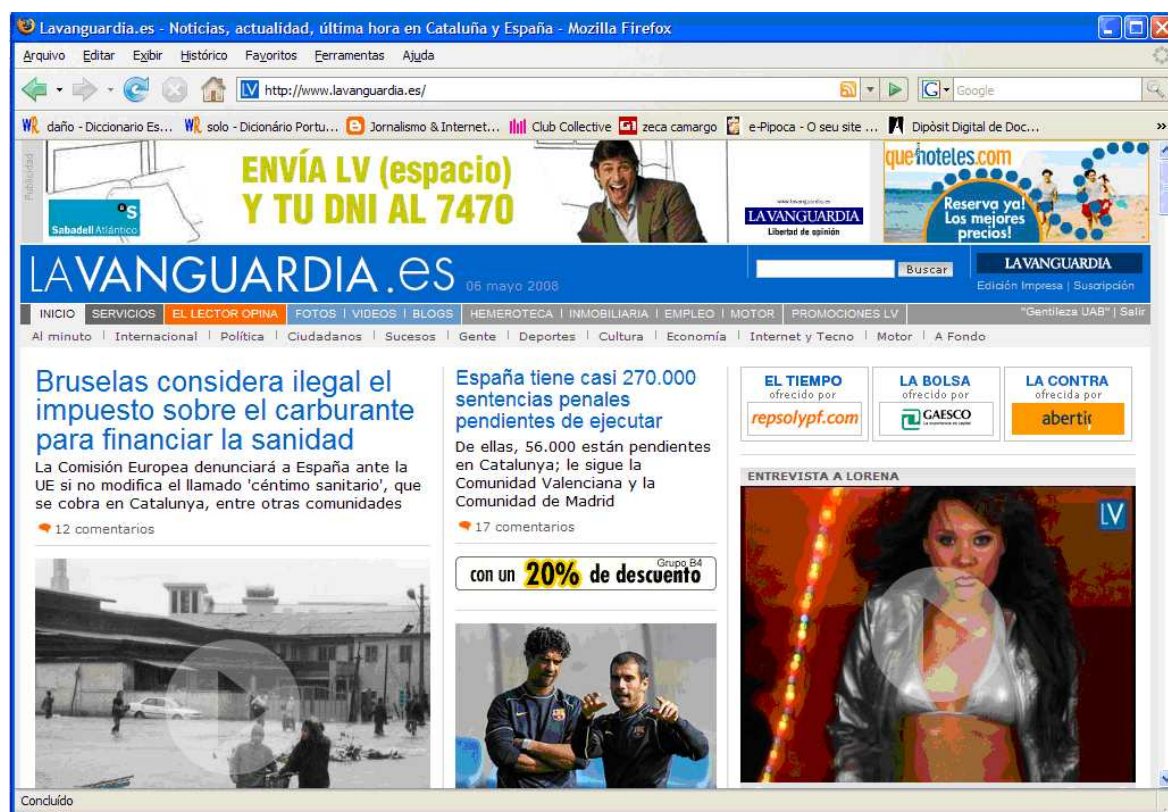 Lavanguardia.es - Noticias, actualidad, última hora en Cataluña y España - Mozilla Firefox
Arquivo Editar Exibir Histórico Favoritos Ferramentas Ajuda
http://www.lavanguardia.es/
Google
daño - Diccionario Es... solo - Dicionário Portu... Jornalismo & Internet... Club Collective zeca camargo e-Pipoca - O seu site ... Dipòsit Digital de Doc... »
Publicidad
Sabadell Atlántico
ENVÍA LV (espacio)
Y TU DNI AL 7470
LAVANGUARDIA
Libertad de opinión
quehoteles.com
Reserva ya!
Los mejores
precios!
LAVANGUARDIA.es
06 mayo 2008
Buscar
LAVANGUARDIA
Edición Impresa | Suscripción
INICIO SERVICIOS EL LECTOR OPINA FOTOS | VIDEOS | BLOGS HEMEROTECA | INMOBILIARIA | EMPLEO | MOTOR PROMOCIONES LV "Gentileza UAB" | Salir
Al minuto | Internacional | Política | Ciudadanos | Sucesos | Gente | Deportes | Cultura | Economía | Internet y Tecno | Motor | A Fondo
Bruselas considera ilegal el
impuesto sobre el carburante
para financiar la sanidad
La Comisión Europea denunciará a España ante la
UE si no modifica el llamado 'céntimo sanitario', que
se cobra en Catalunya, entre otras comunidades
12 comentarios
España tiene casi 270.000
sentencias penales
pendientes de ejecutar
De ellas, 56.000 están pendientes
en Catalunya; le sigue la
Comunidad Valenciana y la
Comunidad de Madrid
17 comentarios
Grupo B4
con un 20% de descuento
EL TIEMPO
ofrecido por
repsolypf.com
LA BOLSA
ofrecido por
GAESCO
LA CONTRA
ofrecida por
abertis
ENTREVISTA A LORENA
LV
Concluído